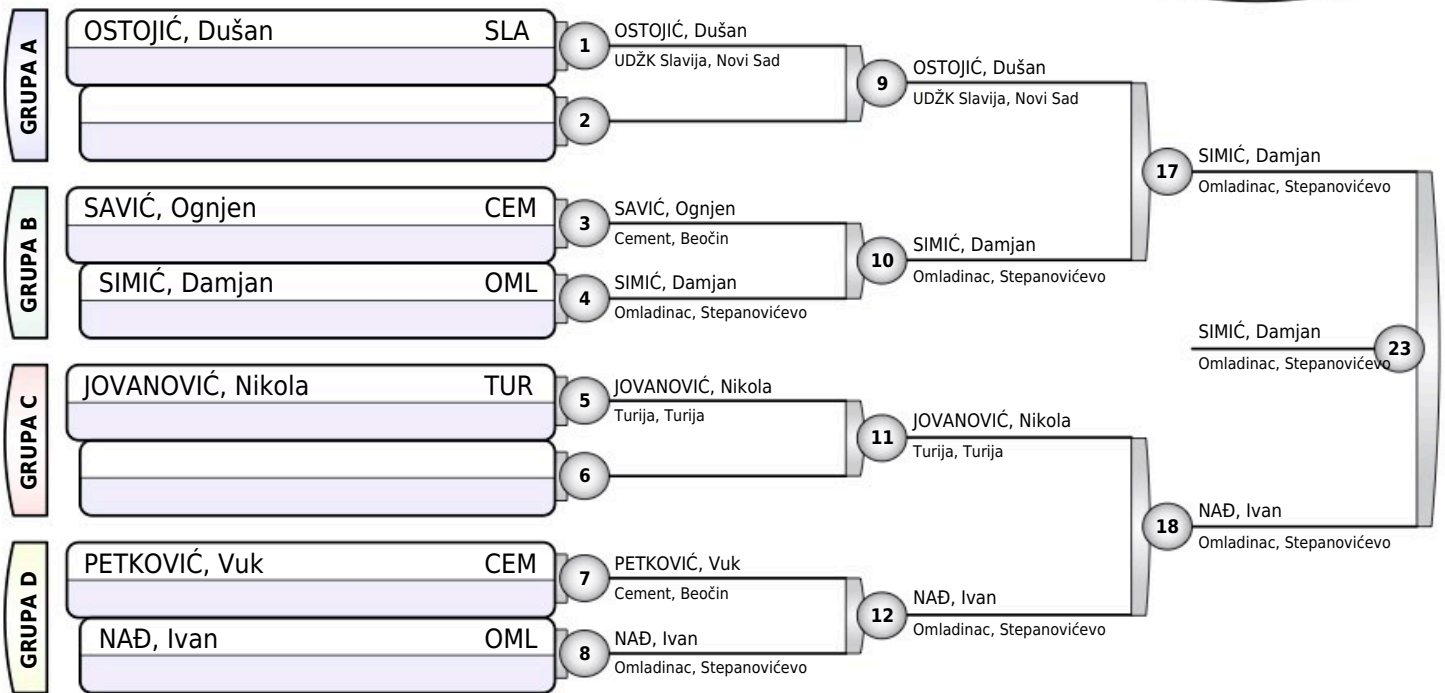 GRUPA A
OSTOJIĆ, Dušan SLA
1
OSTOJIĆ, Dušan
UDŽK Slavija, Novi Sad
2
9
OSTOJIĆ, Dušan
UDŽK Slavija, Novi Sad
GRUPA B
SAVIĆ, Ognjen CEM
3
SAVIĆ, Ognjen
Cement, Beočin
SIMIĆ, Damjan OML
4
SIMIĆ, Damjan
Omladinac, Stepanovićevo
10
SIMIĆ, Damjan
Omladinac, Stepanovićevo
17
SIMIĆ, Damjan
Omladinac, Stepanovićevo
GRUPA C
JOVANOVIĆ, Nikola TUR
5
JOVANOVIĆ, Nikola
Turija, Turija
6
11
JOVANOVIĆ, Nikola
Turija, Turija
GRUPA D
PETKOVIĆ, Vuk CEM
7
PETKOVIĆ, Vuk
Cement, Beočin
NAĐ, Ivan OML
8
NAĐ, Ivan
Omladinac, Stepanovićevo
12
NAĐ, Ivan
Omladinac, Stepanovićevo
18
NAĐ, Ivan
Omladinac, Stepanovićevo
SIMIĆ, Damjan
Omladinac, Stepanovićevo
23